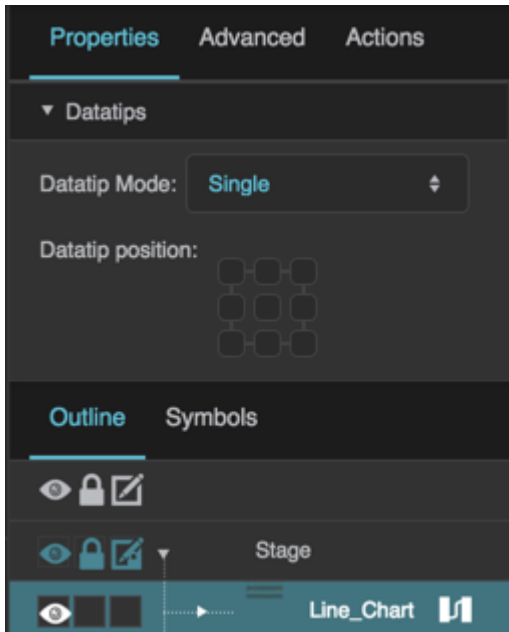 Properties Advanced Actions
Datatips
Datatip Mode: Single
Datatip position:
Outline Symbols
Stage
Line_Chart